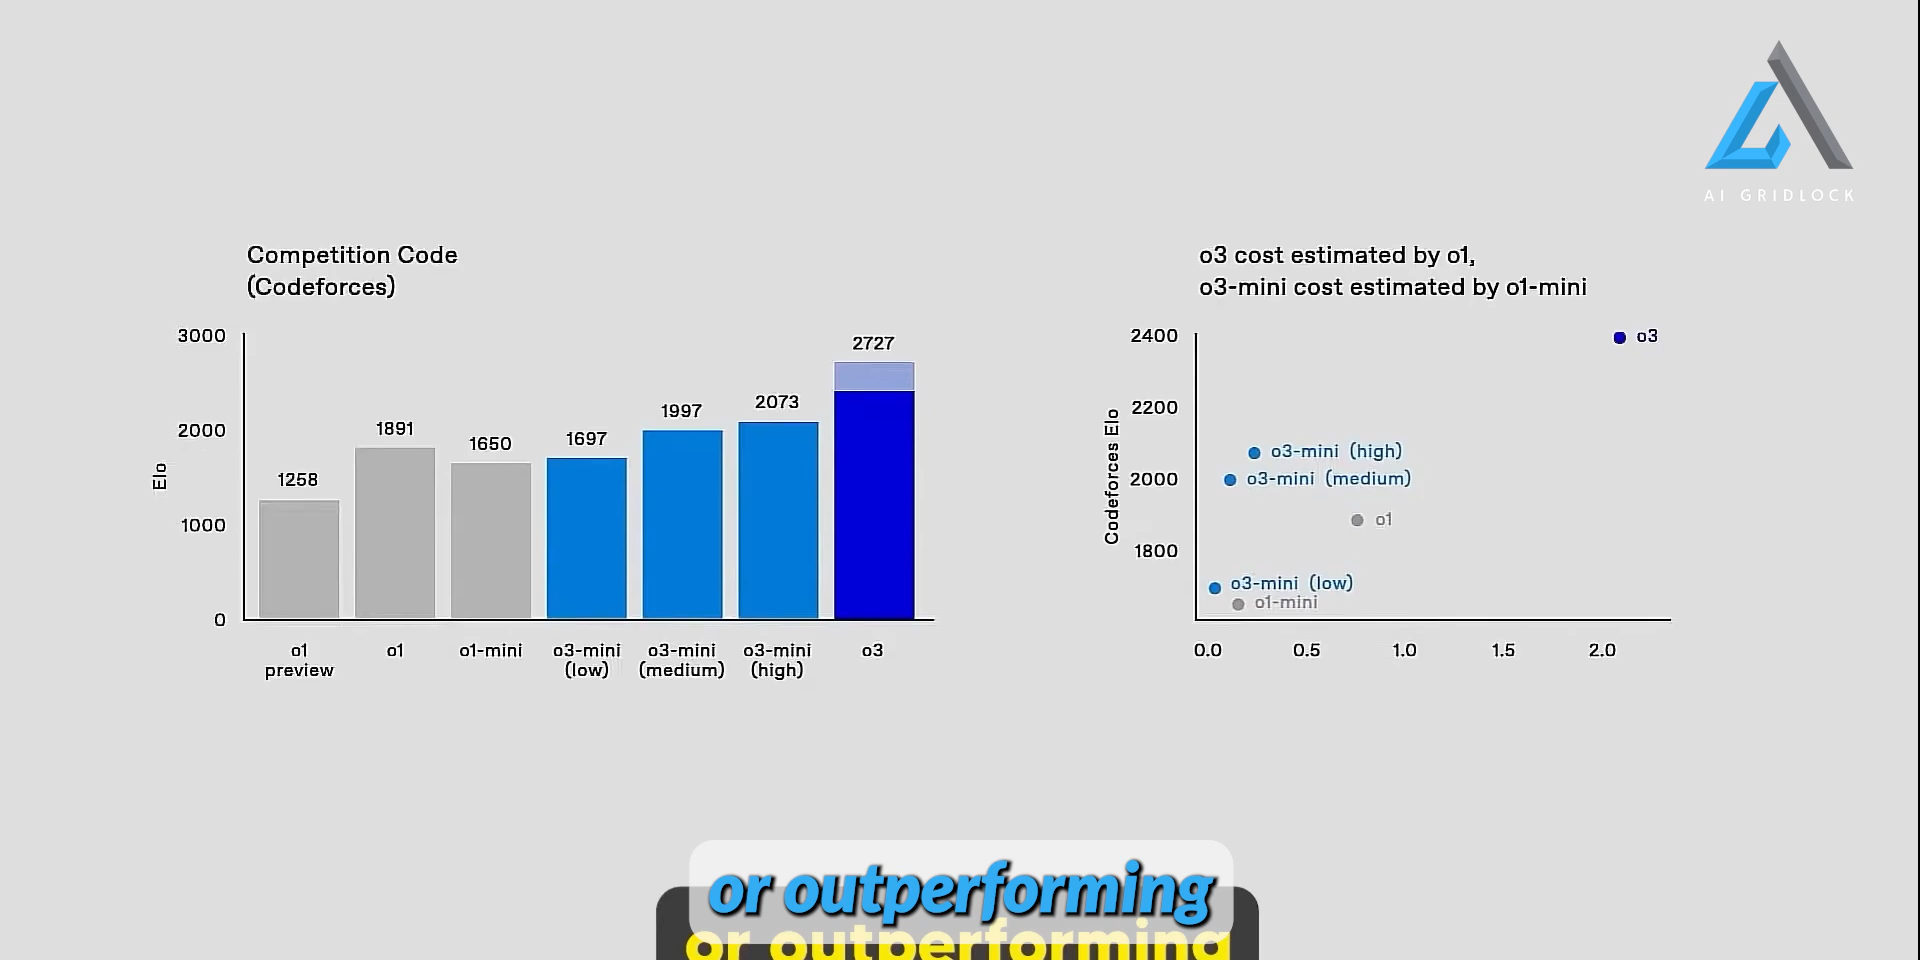 AI GRIDLOCK
Competition Code
(Codeforces)
3000
2000
1000
0
Elo
1258
1891
1650
1697
1997
2073
2727
o1
preview
o1
o1-mini
o3-mini
(low)
o3-mini
(medium)
o3-mini
(high)
o3
o3 cost estimated by o1,
o3-mini cost estimated by o1-mini
2400
2200
2000
1800
Codeforces Elo
o3
o3-mini (high)
o3-mini (medium)
o1
o3-mini (low)
o1-mini
0.0
0.5
1.0
1.5
2.0
or outperforming
or outperforming